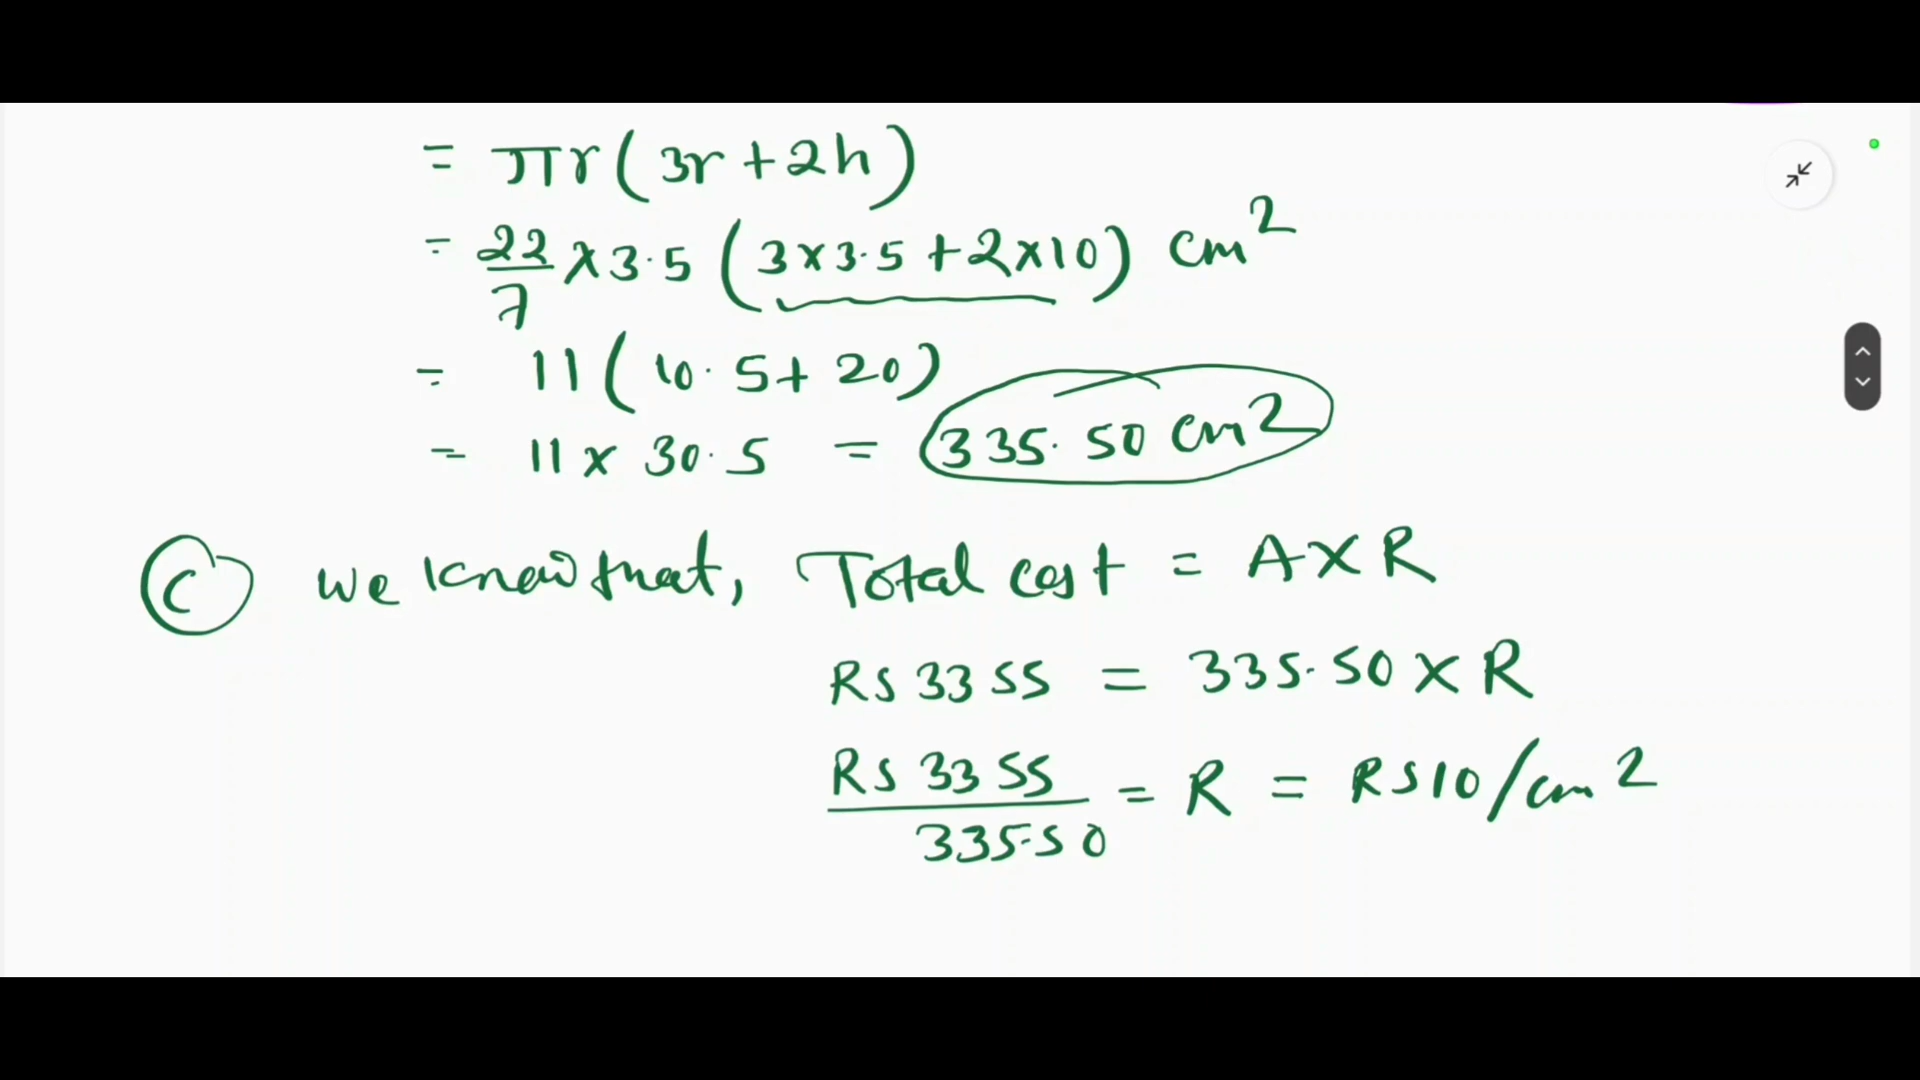 = πr(3r+2h)
= 22/7 × 3.5 (3×3.5+2×10) cm²
= 11(10.5+20)
= 11 × 30.5 = 335.50 cm²
C we know that, Total cost = A×R
Rs 3355 = 335.50 × R
Rs 3355/335.50 = R = Rs10/cm²